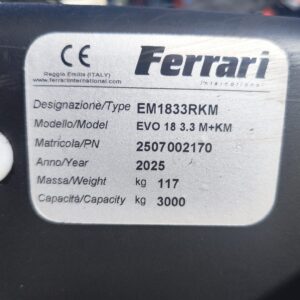 CE
Ferrari
International
Reggio Emilia (ITALY)
www.ferrariinternational.com
Designazione/Type EM1833RKM
Modello/Model EVO 18 3.3 M+KM
Matricola/PN 2507002170
Anno/Year 2025
Massa/Weight kg 117
Capacità/Capacity kg 3000